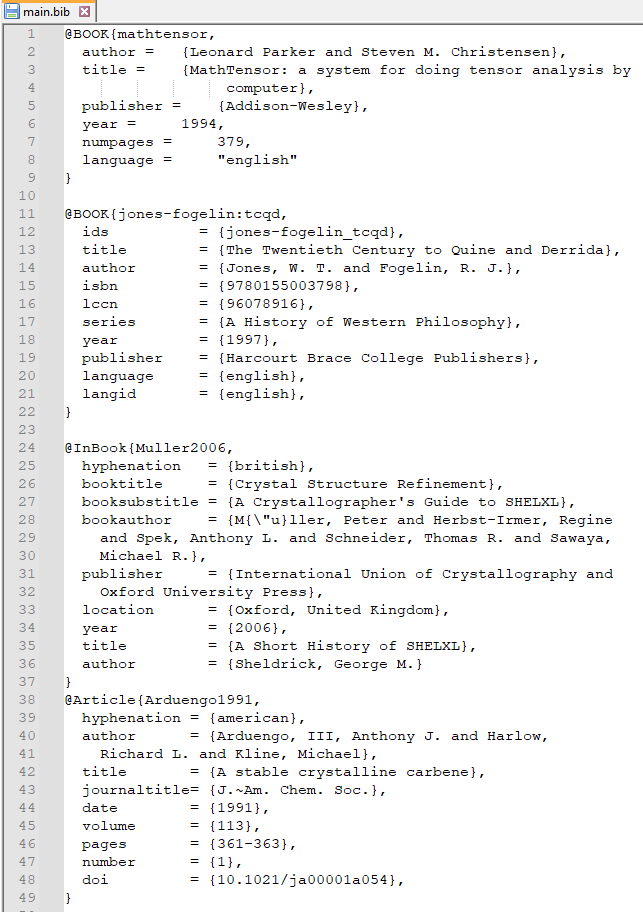 main.bib
1 @BOOK{mathtensor,
2   author =   {Leonard Parker and Steven M. Christensen},
3   title =    {MathTensor: a system for doing tensor analysis by
4                   computer},
5   publisher =    {Addison-Wesley},
6   year =     1994,
7   numpages =     379,
8   language =     "english"
9 }
10
11 @BOOK{jones-fogelin:tcqd,
12   ids          = {jones-fogelin_tcqd},
13   title        = {The Twentieth Century to Quine and Derrida},
14   author       = {Jones, W. T. and Fogelin, R. J.},
15   isbn         = {9780155003798},
16   lccn         = {96078916},
17   series       = {A History of Western Philosophy},
18   year         = {1997},
19   publisher    = {Harcourt Brace College Publishers},
20   language     = {english},
21   langid       = {english},
22 }
23
24 @InBook{Muller2006,
25   hyphenation   = {british},
26   booktitle     = {Crystal Structure Refinement},
27   booksubstitle = {A Crystallographer's Guide to SHELXL},
28   bookauthor    = {M{\"u}ller, Peter and Herbst-Irmer, Regine
29     and Spek, Anthony L. and Schneider, Thomas R. and Sawaya,
30     Michael R.},
31   publisher     = {International Union of Crystallography and
32     Oxford University Press},
33   location      = {Oxford, United Kingdom},
34   year          = {2006},
35   title         = {A Short History of SHELXL},
36   author        = {Sheldrick, George M.}
37 }
38 @Article{Arduengo1991,
39   hyphenation = {american},
40   author      = {Arduengo, III, Anthony J. and Harlow,
41     Richard L. and Kline, Michael},
42   title       = {A stable crystalline carbene},
43   journaltitle= {J.~Am. Chem. Soc.},
44   date        = {1991},
45   volume      = {113},
46   pages       = {361-363},
47   number      = {1},
48   doi         = {10.1021/ja00001a054},
49 }